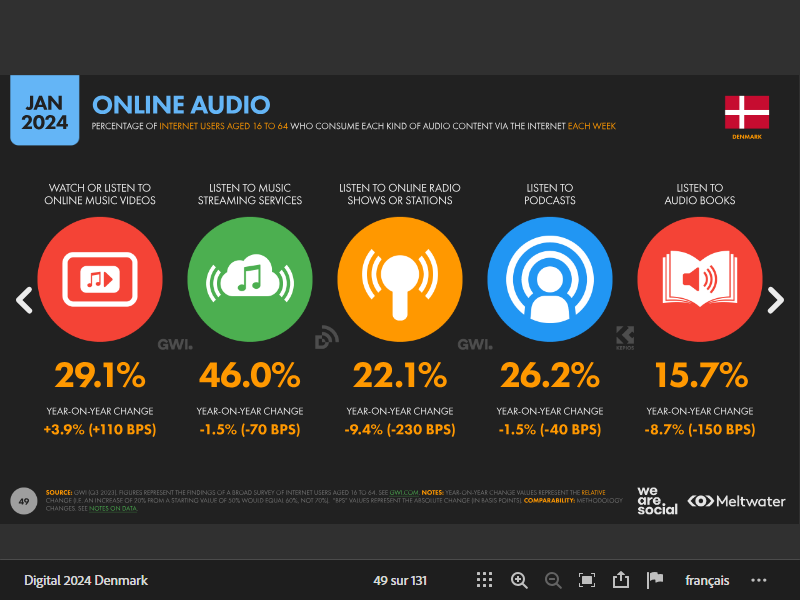 JAN
2024
ONLINE AUDIO
PERCENTAGE OF INTERNET USERS AGED 16 TO 64 WHO CONSUME EACH KIND OF AUDIO CONTENT VIA THE INTERNET EACH WEEK
DENMARK
WATCH OR LISTEN TO
ONLINE MUSIC VIDEOS
LISTEN TO MUSIC
STREAMING SERVICES
LISTEN TO ONLINE RADIO
SHOWS OR STATIONS
LISTEN TO
PODCASTS
LISTEN TO
AUDIO BOOKS
GWI.
GWI.
KEPIOS
29.1%
46.0%
22.1%
26.2%
15.7%
YEAR-ON-YEAR CHANGE
+3.9% (+110 BPS)
YEAR-ON-YEAR CHANGE
-1.5% (-70 BPS)
YEAR-ON-YEAR CHANGE
-9.4% (-230 BPS)
YEAR-ON-YEAR CHANGE
-1.5% (-40 BPS)
YEAR-ON-YEAR CHANGE
-8.7% (-150 BPS)
49
SOURCE: GWI (Q3 2023). FIGURES REPRESENT THE FINDINGS OF A BROAD SURVEY OF INTERNET USERS AGED 16 TO 64. SEE GWI.COM. NOTES: YEAR-ON-YEAR CHANGE VALUES REPRESENT THE RELATIVE
CHANGE (I.E. AN INCREASE OF 20% FROM A STARTING VALUE OF 50% WOULD EQUAL 60%, NOT 70%). "BPS" VALUES REPRESENT THE ABSOLUTE CHANGE (IN BASIS POINTS). COMPARABILITY: METHODOLOGY
CHANGES. SEE NOTES ON DATA.
we
are.
social
Meltwater
Digital 2024 Denmark
49 sur 131
français